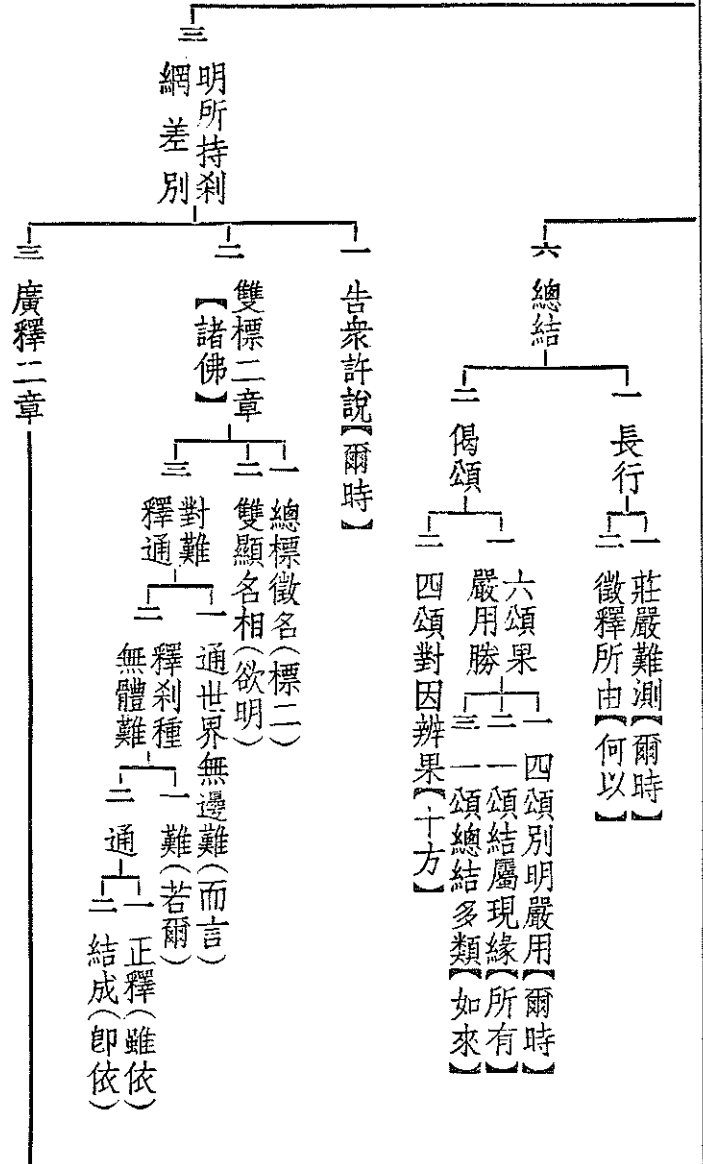 六 總結
一 長行
一 莊嚴難測【爾時】
二 徵釋所由【何以】
二 偈頌
一 六頌果嚴用勝
一 四頌別明嚴用【爾時】
二 一頌結屬現緣【所有】
三 一頌總結多類【如來】
二 四頌對因辨果【十方】
三 明所持剎網差別
一 告眾許說【爾時】
二 雙標二章【諸佛】
一 總標徵名(標二)
二 雙顯名相(欲明)
三 對難釋通
一 通世界無邊難(而言)
二 釋剎種無體難
一 難(若爾)
二 通
一 正釋(雖依)
二 結成(卽依)
三 廣釋二章